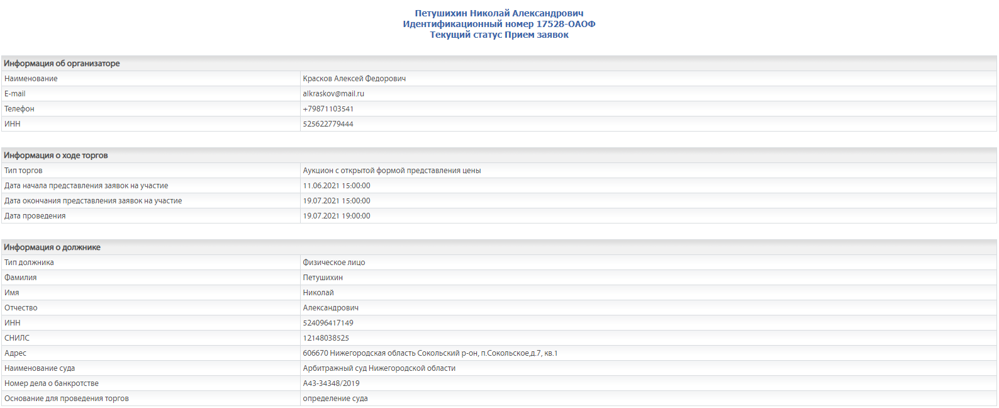 Петушихин Николай Александрович
Идентификационный номер 17528-ОАОФ
Текущий статус Прием заявок
Информация об организаторе
Наименование Красков Алексей Федорович
E-mail alkraskov@mail.ru
Телефон +79871103541
ИНН 525622779444
Информация о ходе торгов
Тип торгов Аукцион с открытой формой представления цены
Дата начала представления заявок на участие 11.06.2021 15:00:00
Дата окончания представления заявок на участие 19.07.2021 15:00:00
Дата проведения 19.07.2021 19:00:00
Информация о должнике
Тип должника Физическое лицо
Фамилия Петушихин
Имя Николай
Отчество Александрович
ИНН 524096417149
СНИЛС 12148038525
Адрес 606670 Нижегородская область Сокольский р-он, п.Сокольское,д.7, кв.1
Наименование суда Арбитражный суд Нижегородской области
Номер дела о банкротстве А43-34348/2019
Основание для проведения торгов определение суда